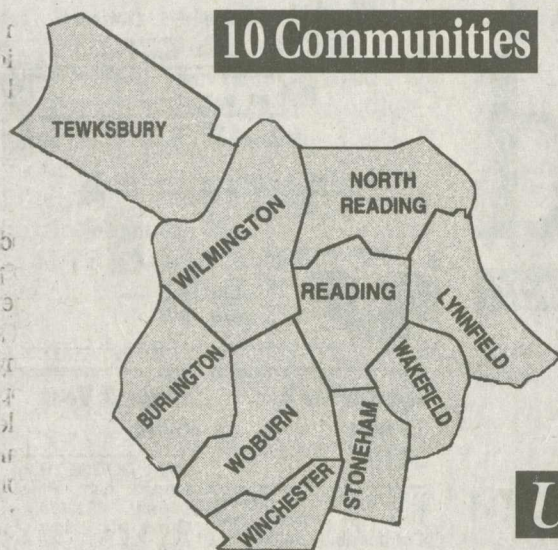 10 Communities
TEWKSBURY
NORTH
READING
WILMINGTON
READING
LYNNFIELD
BURLINGTON
WAKEFIELD
WOBURN
STONEHAM
WINCHESTER
U